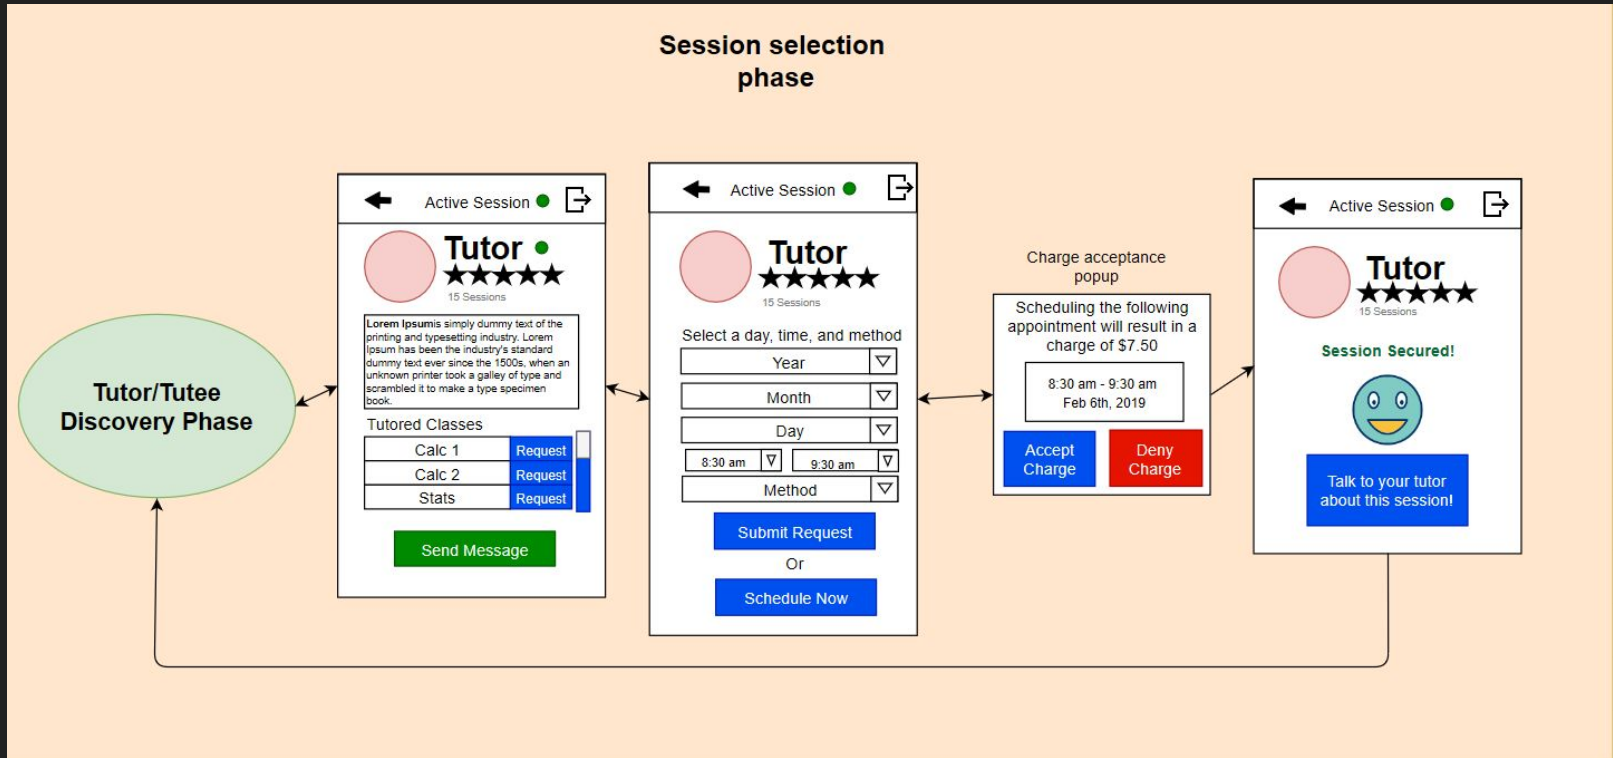 Session selection
phase
Tutor/Tutee
Discovery Phase
Active Session
Tutor
15 Sessions
Lorem Ipsumis simply dummy text of the
printing and typesetting industry. Lorem
Ipsum has been the industry's standard
dummy text ever since the 1500s, when an
unknown printer took a galley of type and
scrambled it to make a type specimen
book.
Tutored Classes
Calc 1 Request
Calc 2 Request
Stats Request
Send Message
Active Session
Tutor
15 Sessions
Select a day, time, and method
Year
Month
Day
8:30 am 9:30 am
Method
Submit Request
Or
Schedule Now
Charge acceptance
popup
Scheduling the following
appointment will result in a
charge of $7.50
8:30 am - 9:30 am
Feb 6th, 2019
Accept
Charge
Deny
Charge
Active Session
Tutor
15 Sessions
Session Secured!
Talk to your tutor
about this session!